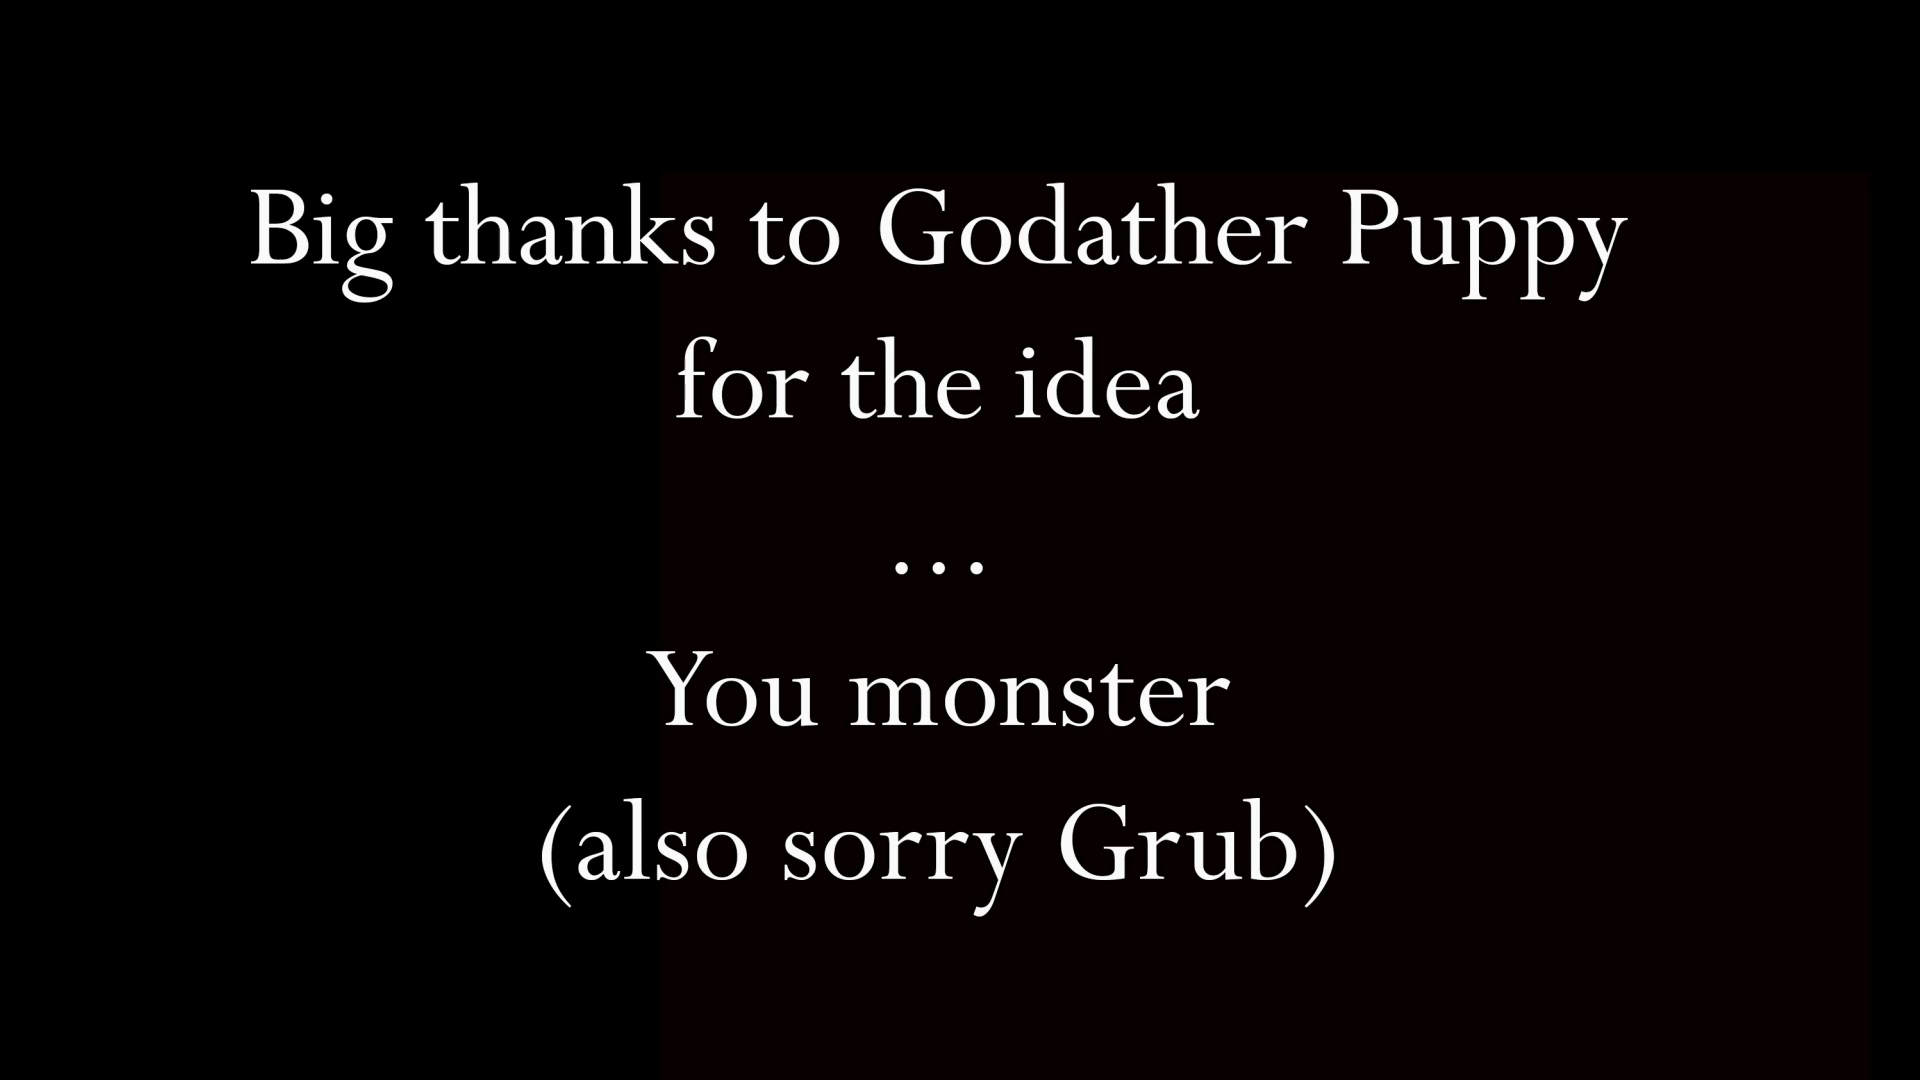 Big thanks to Godather Puppy
for the idea
...
You monster
(also sorry Grub)